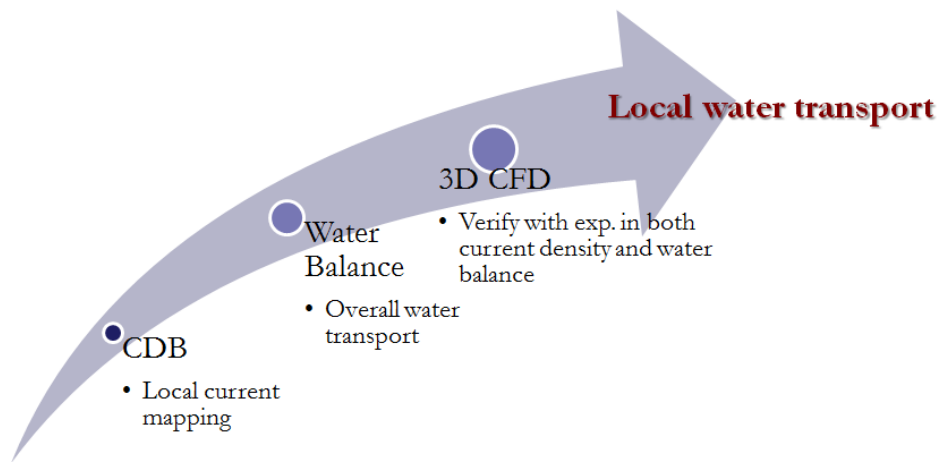 Local water transport
3D CFD
• Verify with exp. in both
current density and water
balance
Water
Balance
• Overall water
transport
CDB
• Local current
mapping